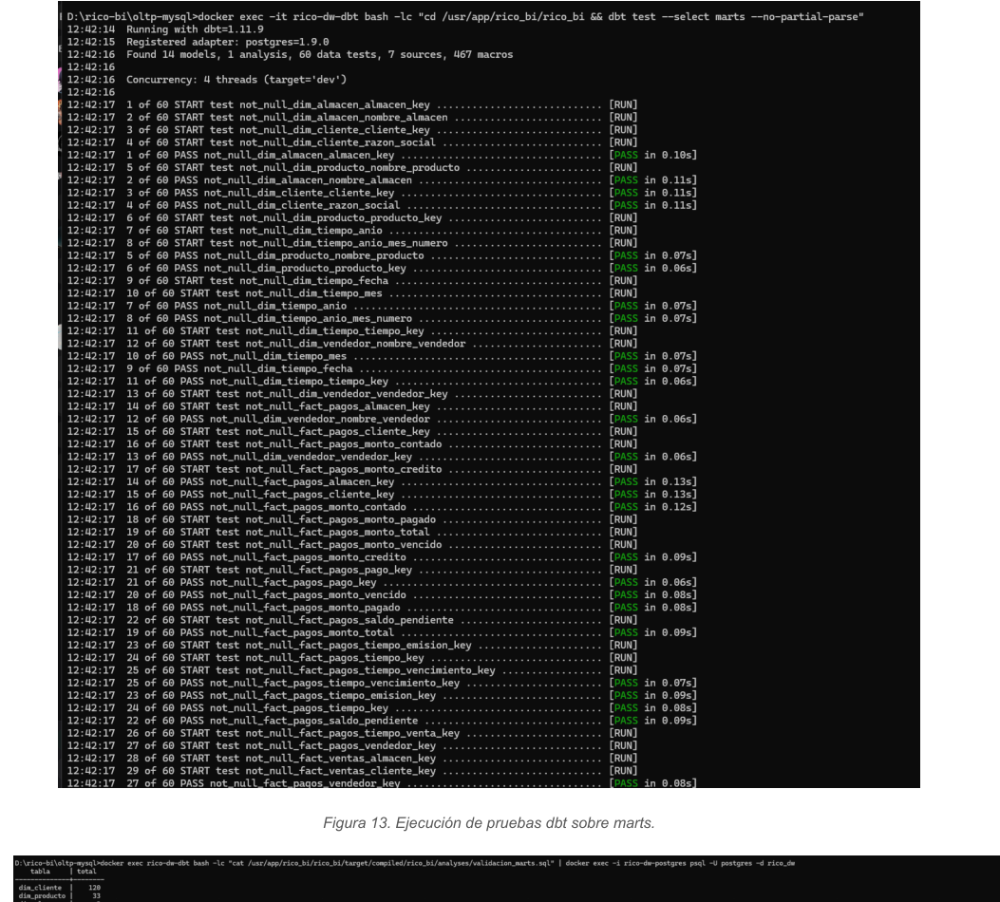 D:\rico-bi\oltp-mysql>docker exec -it rico-dw-dbt bash -lc "cd /usr/app/rico_bi/rico_bi && dbt test --select marts --no-partial-parse"
12:42:14  Running with dbt=1.11.9
12:42:15  Registered adapter: postgres=1.9.0
12:42:16  Found 14 models, 1 analysis, 60 data tests, 7 sources, 467 macros
12:42:16
12:42:16  Concurrency: 4 threads (target='dev')
12:42:16
12:42:17  1 of 60 START test not_null_dim_almacen_almacen_key ........................... [RUN]
12:42:17  2 of 60 START test not_null_dim_almacen_nombre_almacen ........................ [RUN]
12:42:17  3 of 60 START test not_null_dim_cliente_cliente_key ........................... [RUN]
12:42:17  4 of 60 START test not_null_dim_cliente_razon_social .......................... [RUN]
12:42:17  1 of 60 PASS not_null_dim_almacen_almacen_key ................................. [PASS in 0.10s]
12:42:17  5 of 60 START test not_null_dim_producto_nombre_producto ...................... [RUN]
12:42:17  2 of 60 PASS not_null_dim_almacen_nombre_almacen .............................. [PASS in 0.11s]
12:42:17  3 of 60 PASS not_null_dim_cliente_cliente_key ................................. [PASS in 0.11s]
12:42:17  4 of 60 PASS not_null_dim_cliente_razon_social ................................ [PASS in 0.11s]
12:42:17  6 of 60 START test not_null_dim_producto_producto_key ......................... [RUN]
12:42:17  7 of 60 START test not_null_dim_tiempo_anio ................................... [RUN]
12:42:17  8 of 60 START test not_null_dim_tiempo_anio_mes_numero ........................ [RUN]
12:42:17  5 of 60 PASS not_null_dim_producto_nombre_producto ............................ [PASS in 0.07s]
12:42:17  6 of 60 PASS not_null_dim_producto_producto_key ............................... [PASS in 0.06s]
12:42:17  9 of 60 START test not_null_dim_tiempo_fecha .................................. [RUN]
12:42:17  10 of 60 START test not_null_dim_tiempo_mes ................................... [RUN]
12:42:17  7 of 60 PASS not_null_dim_tiempo_anio ......................................... [PASS in 0.07s]
12:42:17  8 of 60 PASS not_null_dim_tiempo_anio_mes_numero .............................. [PASS in 0.07s]
12:42:17  11 of 60 START test not_null_dim_tiempo_tiempo_key ............................ [RUN]
12:42:17  12 of 60 START test not_null_dim_vendedor_nombre_vendedor ..................... [RUN]
12:42:17  10 of 60 PASS not_null_dim_tiempo_mes ......................................... [PASS in 0.07s]
12:42:17  9 of 60 PASS not_null_dim_tiempo_fecha ........................................ [PASS in 0.07s]
12:42:17  11 of 60 PASS not_null_dim_tiempo_tiempo_key .................................. [PASS in 0.06s]
12:42:17  13 of 60 START test not_null_dim_vendedor_vendedor_key ........................ [RUN]
12:42:17  14 of 60 START test not_null_fact_pagos_almacen_key ........................... [RUN]
12:42:17  12 of 60 PASS not_null_dim_vendedor_nombre_vendedor ........................... [PASS in 0.06s]
12:42:17  15 of 60 START test not_null_fact_pagos_cliente_key ........................... [RUN]
12:42:17  16 of 60 START test not_null_fact_pagos_monto_contado ......................... [RUN]
12:42:17  13 of 60 PASS not_null_dim_vendedor_vendedor_key .............................. [PASS in 0.06s]
12:42:17  17 of 60 START test not_null_fact_pagos_monto_credito ......................... [RUN]
12:42:17  14 of 60 PASS not_null_fact_pagos_almacen_key ................................. [PASS in 0.13s]
12:42:17  15 of 60 PASS not_null_fact_pagos_cliente_key ................................. [PASS in 0.13s]
12:42:17  16 of 60 PASS not_null_fact_pagos_monto_contado ............................... [PASS in 0.12s]
12:42:17  18 of 60 START test not_null_fact_pagos_monto_pagado .......................... [RUN]
12:42:17  19 of 60 START test not_null_fact_pagos_monto_total ........................... [RUN]
12:42:17  20 of 60 START test not_null_fact_pagos_monto_vencido ......................... [RUN]
12:42:17  17 of 60 PASS not_null_fact_pagos_monto_credito ............................... [PASS in 0.09s]
12:42:17  21 of 60 START test not_null_fact_pagos_pago_key .............................. [RUN]
12:42:17  21 of 60 PASS not_null_fact_pagos_pago_key .................................... [PASS in 0.06s]
12:42:17  20 of 60 PASS not_null_fact_pagos_monto_vencido ............................... [PASS in 0.08s]
12:42:17  18 of 60 PASS not_null_fact_pagos_monto_pagado ................................ [PASS in 0.08s]
12:42:17  22 of 60 START test not_null_fact_pagos_saldo_pendiente ....................... [RUN]
12:42:17  19 of 60 PASS not_null_fact_pagos_monto_total ................................. [PASS in 0.09s]
12:42:17  23 of 60 START test not_null_fact_pagos_tiempo_emision_key .................... [RUN]
12:42:17  24 of 60 START test not_null_fact_pagos_tiempo_key ............................ [RUN]
12:42:17  25 of 60 START test not_null_fact_pagos_tiempo_vencimiento_key ................ [RUN]
12:42:17  25 of 60 PASS not_null_fact_pagos_tiempo_vencimiento_key ...................... [PASS in 0.07s]
12:42:17  23 of 60 PASS not_null_fact_pagos_tiempo_emision_key .......................... [PASS in 0.09s]
12:42:17  24 of 60 PASS not_null_fact_pagos_tiempo_key .................................. [PASS in 0.08s]
12:42:17  22 of 60 PASS not_null_fact_pagos_saldo_pendiente ............................. [PASS in 0.09s]
12:42:17  26 of 60 START test not_null_fact_pagos_tiempo_venta_key ...................... [RUN]
12:42:17  27 of 60 START test not_null_fact_pagos_vendedor_key .......................... [RUN]
12:42:17  28 of 60 START test not_null_fact_ventas_almacen_key .......................... [RUN]
12:42:17  29 of 60 START test not_null_fact_ventas_cliente_key .......................... [RUN]
12:42:17  27 of 60 PASS not_null_fact_pagos_vendedor_key ................................ [PASS in 0.08s]
Figura 13. Ejecución de pruebas dbt sobre marts.
D:\rico-bi\oltp-mysql>docker exec rico-dw-dbt bash -lc "cat /usr/app/rico_bi/rico_bi/target/compiled/rico_bi/analyses/validacion_marts.sql" | docker exec -i rico-dw-postgres psql -U postgres -d rico_dw
tabla | total
--------------+--------
dim_cliente | 120
dim_producto | 33